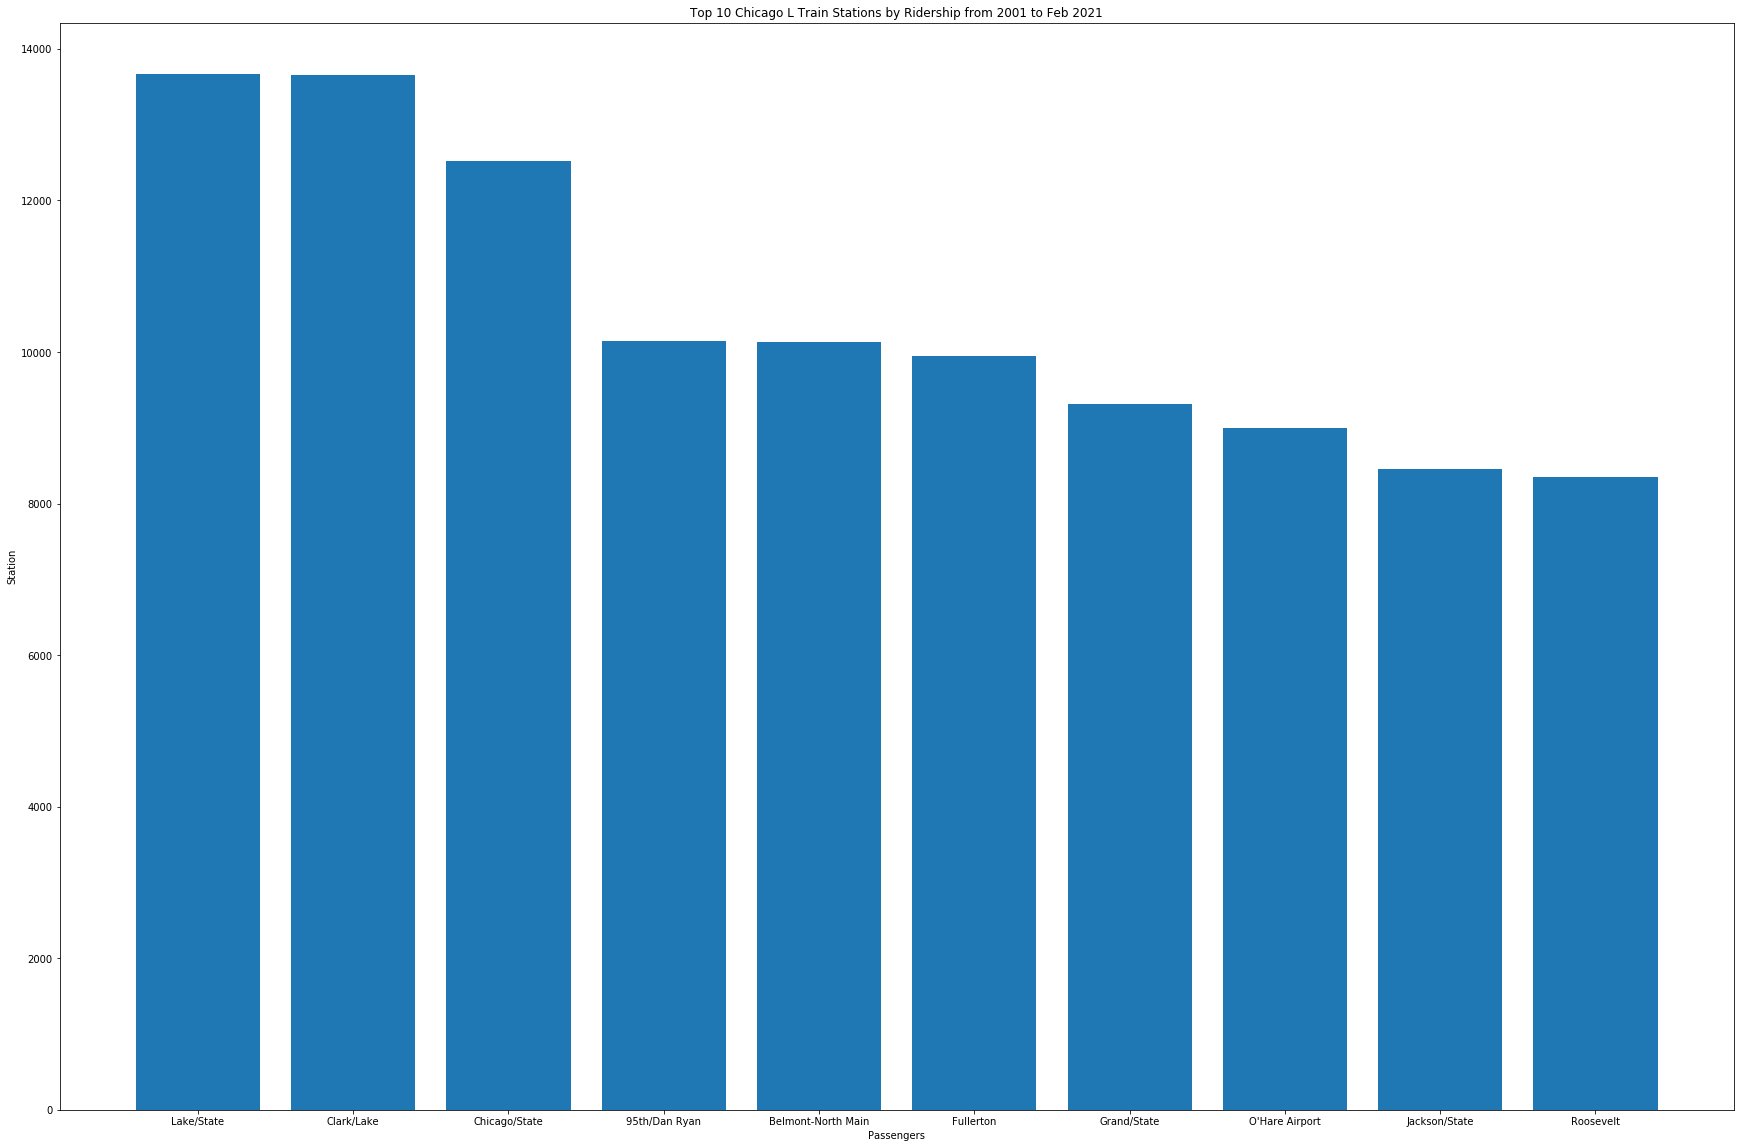 Top 10 Chicago L Train Stations by Ridership from 2001 to Feb 2021
14000
12000
10000
8000
6000
4000
2000
0
Station
Lake/State Clark/Lake Chicago/State 95th/Dan Ryan Belmont-North Main Fullerton Grand/State O'Hare Airport Jackson/State Roosevelt
Passengers